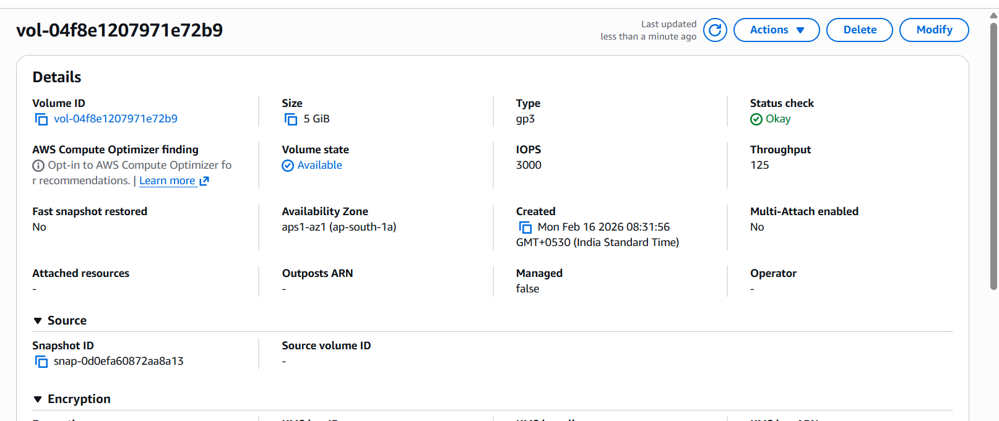 vol-04f8e1207971e72b9
Last updated
less than a minute ago
Actions
Delete
Modify
Details
Volume ID
vol-04f8e1207971e72b9
Size
5 GiB
Type
gp3
Status check
Okay
AWS Compute Optimizer finding
Opt-in to AWS Compute Optimizer fo
r recommendations. | Learn more
Volume state
Available
IOPS
3000
Throughput
125
Fast snapshot restored
No
Availability Zone
aps1-az1 (ap-south-1a)
Created
Mon Feb 16 2026 08:31:56
GMT+0530 (India Standard Time)
Multi-Attach enabled
No
Attached resources
-
Outposts ARN
-
Managed
false
Operator
-
Source
Snapshot ID
snap-0d0efa60872aa8a13
Source volume ID
-
Encryption